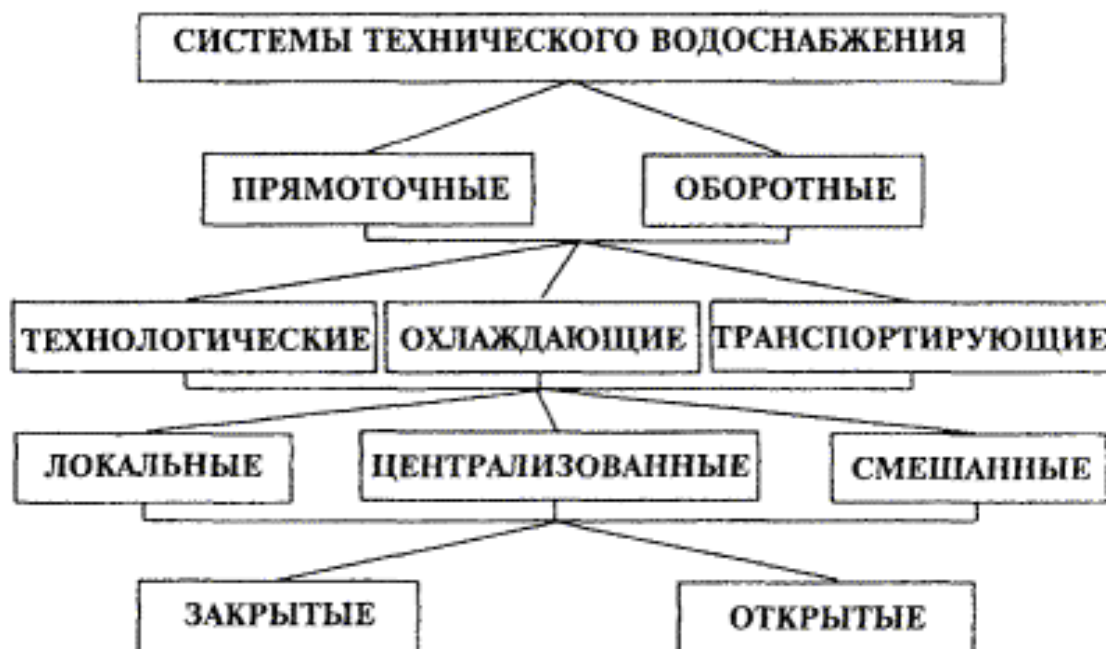 СИСТЕМЫ ТЕХНИЧЕСКОГО ВОДОСНАБЖЕНИЯ
ПРЯМОТОЧНЫЕ ОБОРОТНЫЕ
ТЕХНОЛОГИЧЕСКИЕ ОХЛАЖДАЮЩИЕ ТРАНСПОРТИРУЮЩИЕ
ЛОКАЛЬНЫЕ ЦЕНТРАЛИЗОВАННЫЕ СМЕШАННЫЕ
ЗАКРЫТЫЕ ОТКРЫТЫЕ